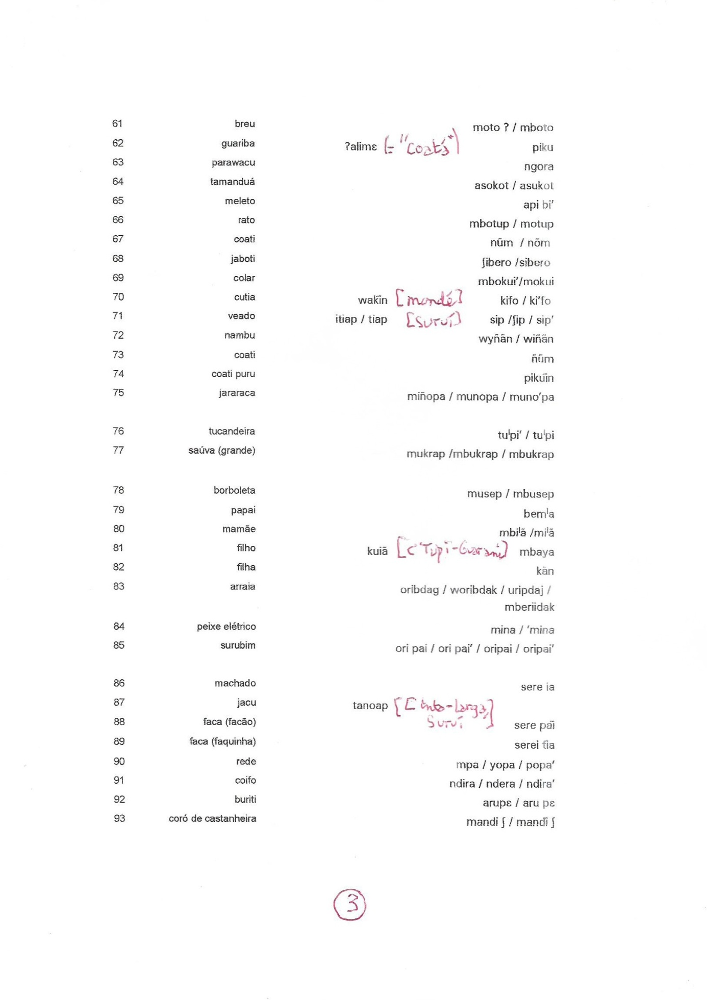 61 breu moto ? / mboto
62 guariba ?alimɛ (= "coatá") piku
63 parawacu ngora
64 tamanduá asokot / asukot
65 meleto api bi’
66 rato mbotup / motup
67 coati nũm / nõm
68 jaboti ʃibero /sibero
69 colar mbokui’/mokui
70 cutia wakĩn [mondé] kifo / ki’fo
71 veado itiap / tiap [suruí] sip /ʃip / sip’
72 nambu wyñãn / wiñãn
73 coati ñũm
74 coati puru pikuĩn
75 jararaca miñopa / munopa / muno’pa
76 tucandeira tuˡpi’ / tuˡpi
77 saúva (grande) mukrap /mbukrap / mbukrap
78 borboleta musep / mbusep
79 papai bemˡa
80 mamãe mbiˡã /miˡã
81 filho kuiã [< Tupi-Guarani] mbaya
82 filha kãn
83 arraia oribdag / woribdak / uripdaj /
mberiidak
84 peixe elétrico mina / ’mina
85 surubim ori pai / ori pai’ / oripai / oripai’
86 machado sere ia
87 jacu tanoap [Cinta-Larga,
Suruí]
88 faca (facão) sere paĩ
89 faca (faquinha) serei tĩa
90 rede mpa / yopa / popa’
91 coifo ndira / ndera / ndira’
92 buriti arupɛ / aru pɛ
93 coró de castanheira mandi ʃ / mandĩ ʃ
3